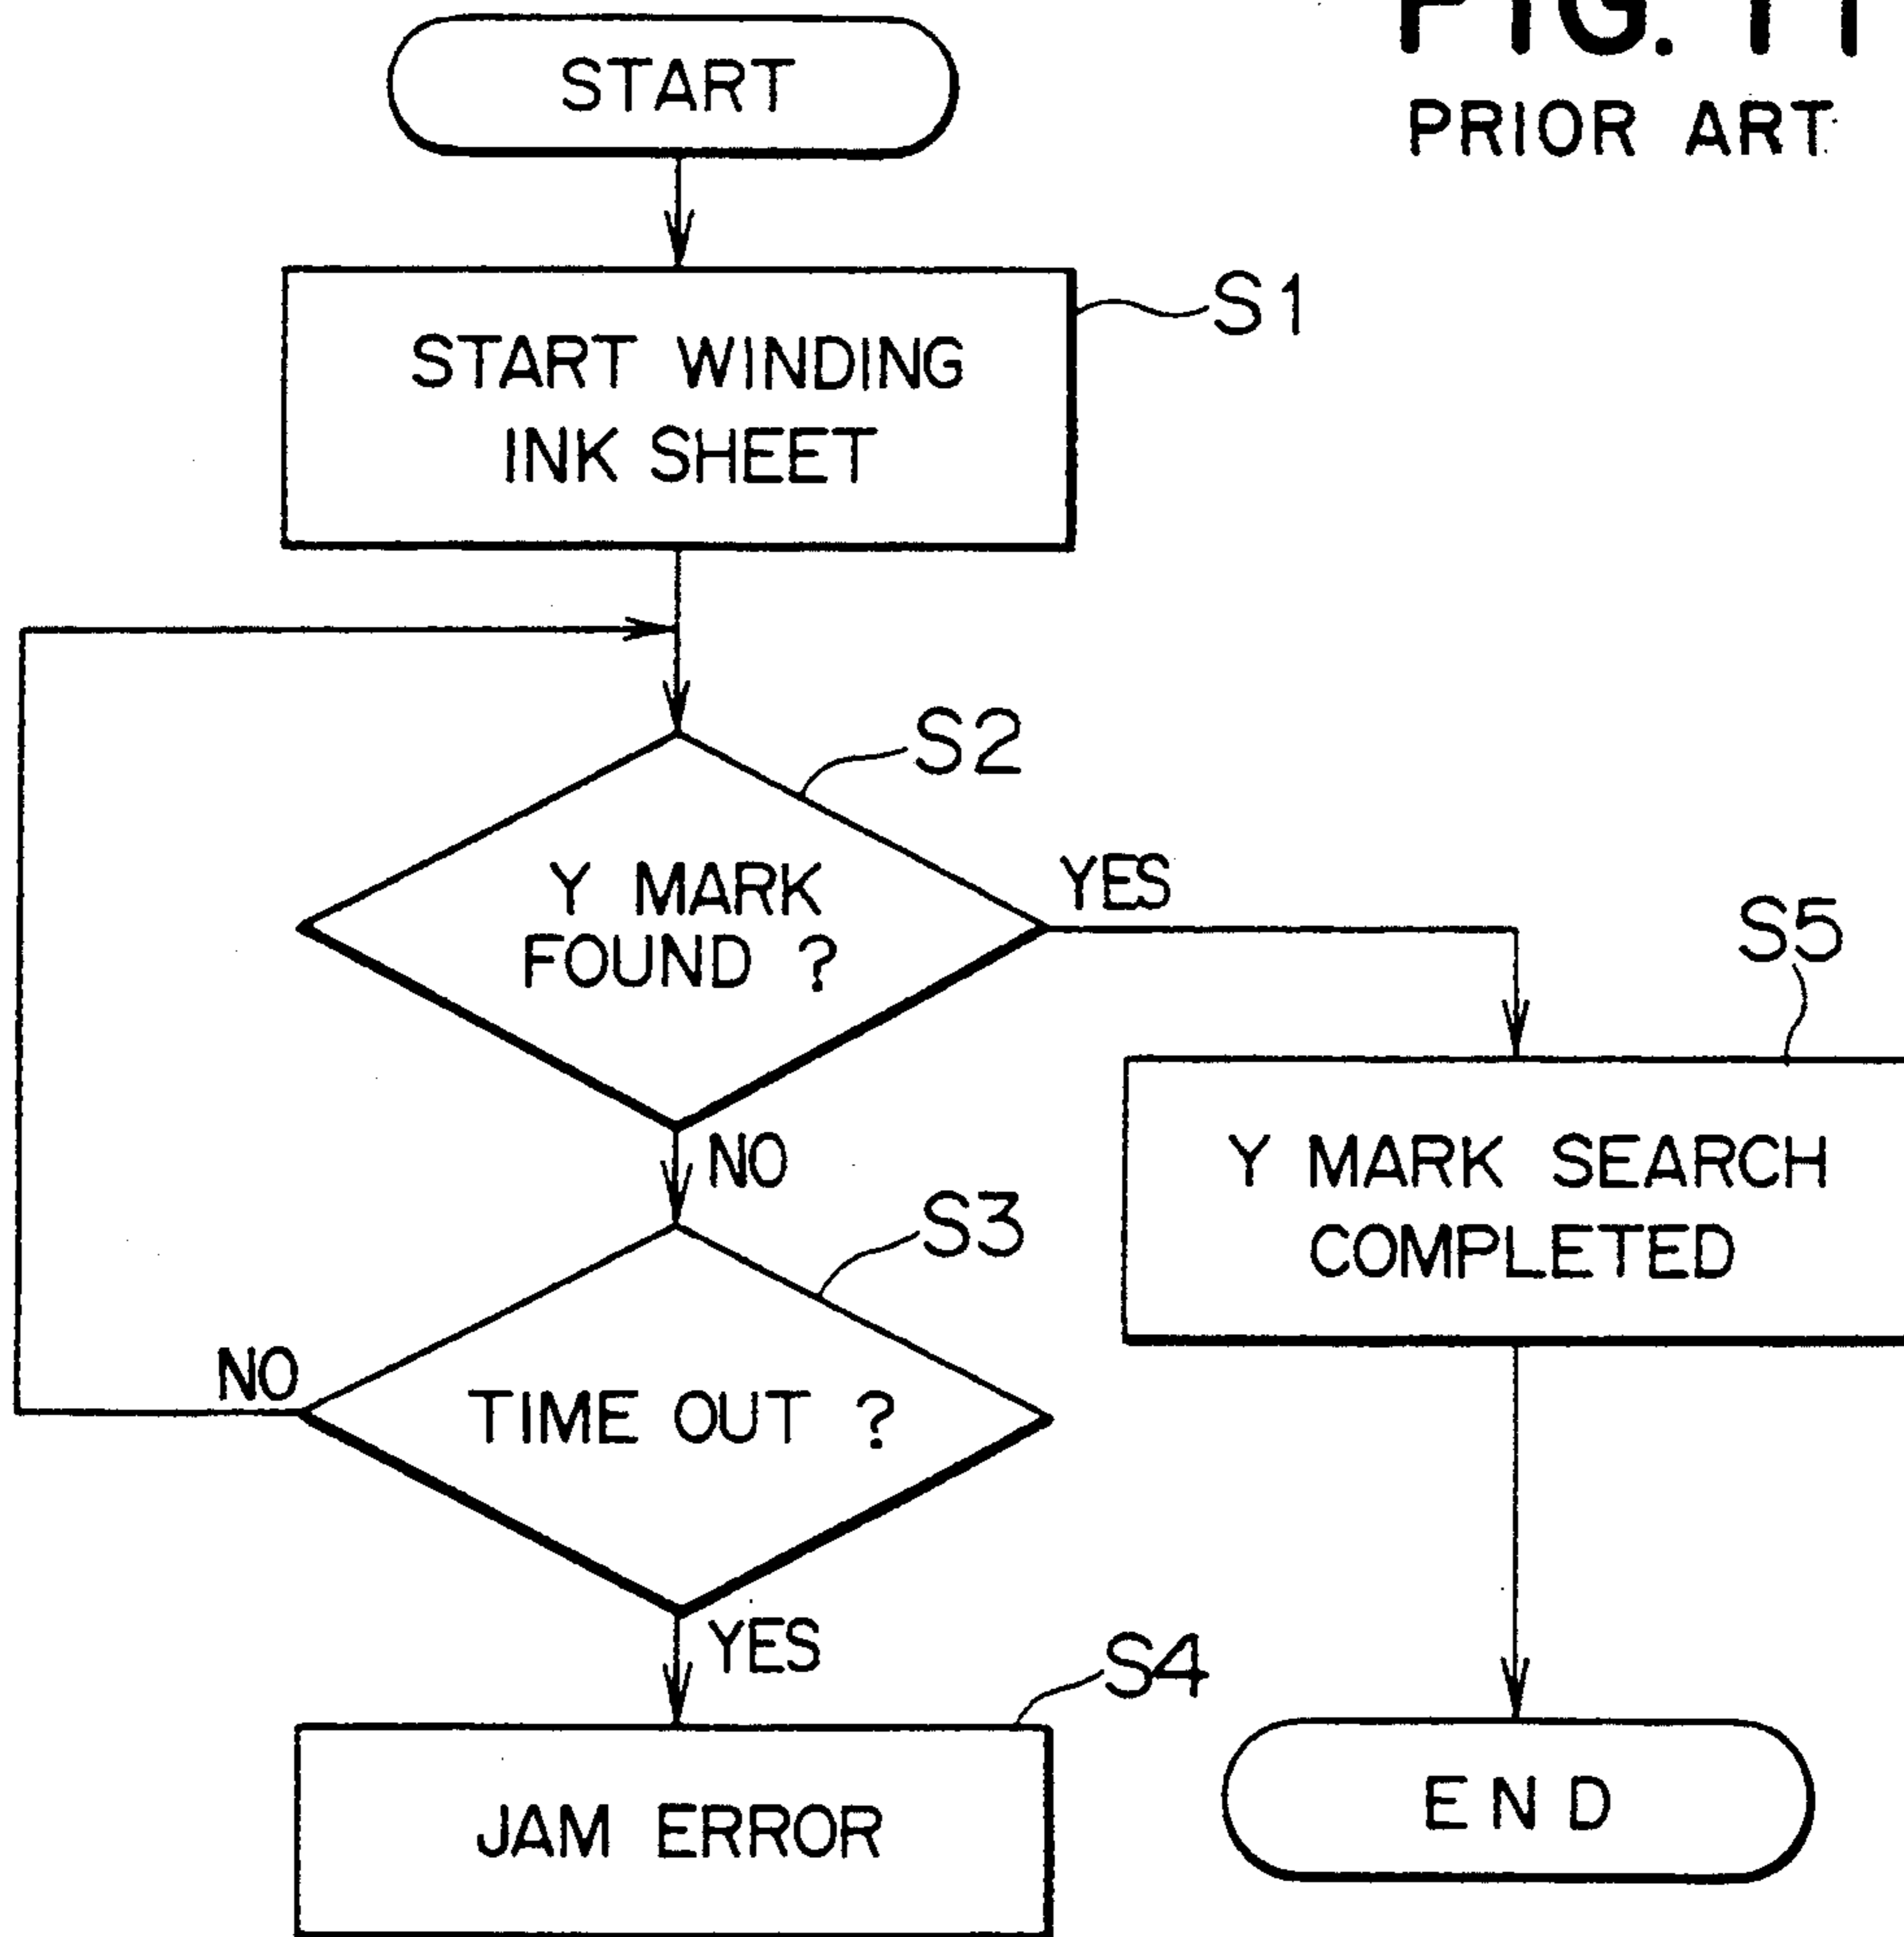 FIG. 11
PRIOR ART
START
S1
START WINDING
INK SHEET
S2
Y MARK
FOUND ?
YES
NO
S5
Y MARK SEARCH
COMPLETED
S3
TIME OUT ?
NO
YES
S4
JAM ERROR
END